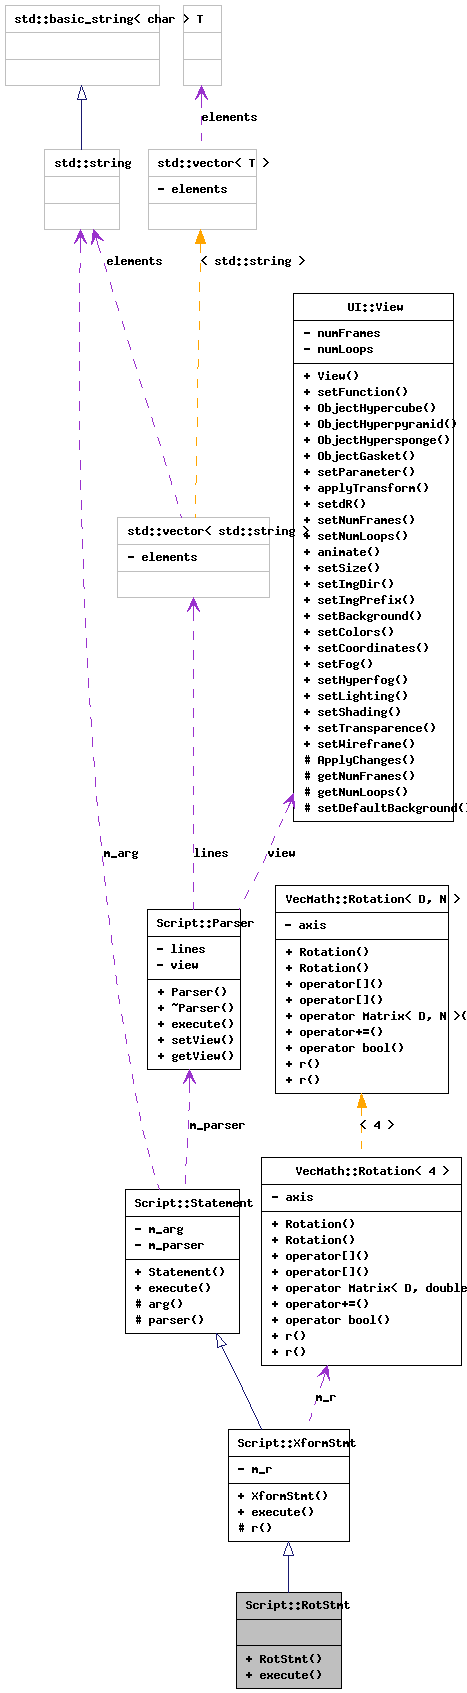 std::basic_string< char >
T
elements
std::string
std::vector< T >
- elements
elements
< std::string >
UI::View
- numFrames
- numLoops
+ View()
+ setFunction()
+ ObjectHypercube()
+ ObjectHyperpyramid()
+ ObjectHypersponge()
+ ObjectGasket()
+ setParameter()
+ applyTransform()
+ setdR()
+ setNumFrames()
+ setNumLoops()
+ animate()
+ setSize()
+ setImgDir()
+ setImgPrefix()
+ setBackground()
+ setColors()
+ setCoordinates()
+ setFog()
+ setHyperfog()
+ setLighting()
+ setShading()
+ setTransparence()
+ setWireframe()
# ApplyChanges()
# getNumFrames()
# getNumLoops()
# setDefaultBackground()
std::vector< std::string >
- elements
m_arg
lines
view
Script::Parser
- lines
- view
+ Parser()
+ ~Parser()
+ execute()
+ setView()
+ getView()
VecMath::Rotation< D, N >
- axis
+ Rotation()
+ Rotation()
+ operator[]()
+ operator[]()
+ operator Matrix< D, N >(
+ operator+=()
+ operator bool()
+ r()
+ r()
m_parser
< 4 >
VecMath::Rotation< 4 >
- axis
+ Rotation()
+ Rotation()
+ operator[]()
+ operator[]()
+ operator Matrix< D, double
+ operator+=()
+ operator bool()
+ r()
+ r()
Script::Statement
- m_arg
- m_parser
+ Statement()
+ execute()
# arg()
# parser()
m_r
Script::XformStmt
- m_r
+ XformStmt()
+ execute()
# r()
Script::RotStmt
+ RotStmt()
+ execute()